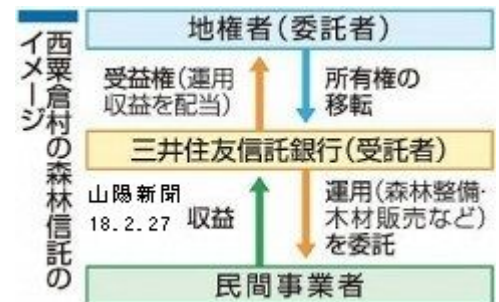 西粟倉村の森林信託の
イメージ
地権者(委託者)
受益権(運用
収益を配当)
所有権の
移転
三井住友信託銀行(受託者)
山陽新聞
18.2.27
収益
運用(森林整備・
木材販売など)
を委託
民間事業者